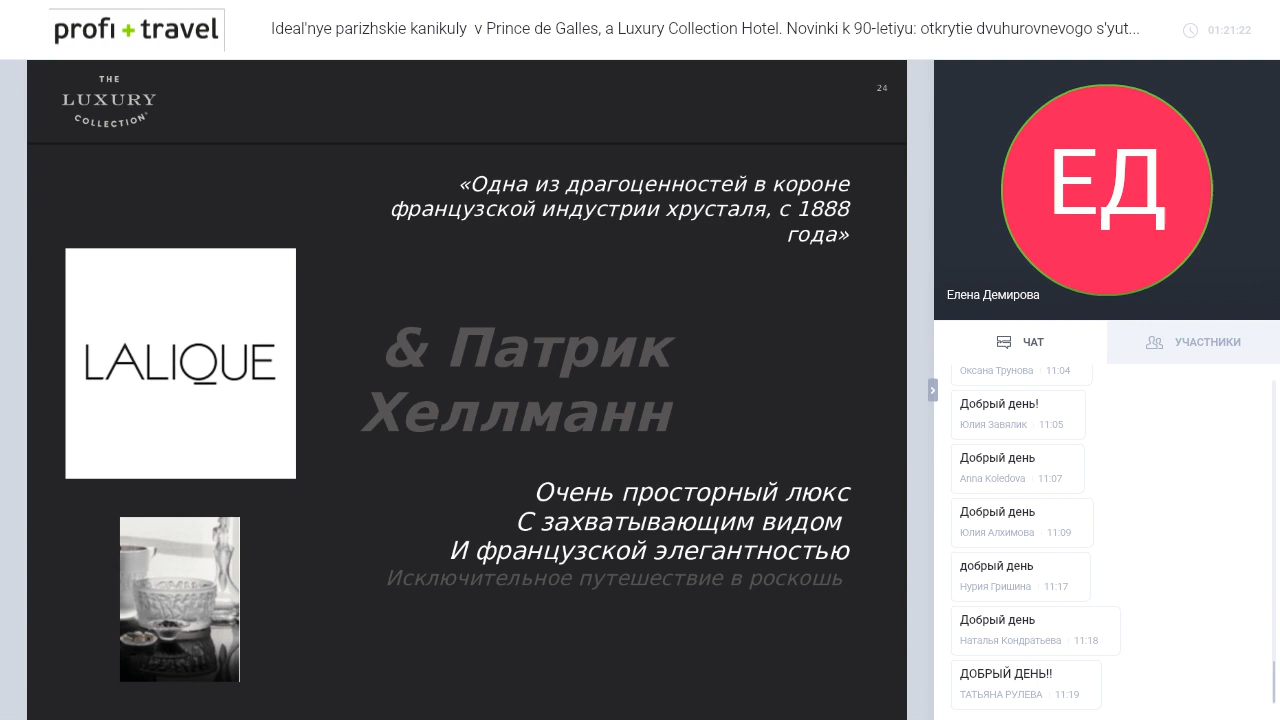 profi + travel
Ideal'nye parizhskie kanikuly v Prince de Galles, a Luxury Collection Hotel. Novinki k 90-letiyu: otkrytie dvuhurovnevogo s'yut...
01:21:22
THE
LUXURY
COLLECTION
24
«Одна из драгоценностей в короне
французской индустрии хрусталя, с 1888
года»
LALIQUE
& Патрик
Хеллманн
Очень просторный люкс
С захватывающим видом
И французской элегантностью
Исключительное путешествие в роскошь
ЕД
Елена Демирова
ЧАТ
УЧАСТНИКИ
Оксана Трунова 11:04
Добрый день!
Юлия Завялик 11:05
Добрый день
Anna Koledova 11:07
Добрый день
Юлия Алхимова 11:09
добрый день
Нурия Гришина 11:17
Добрый день
Наталья Кондратьева 11:18
ДОБРЫЙ ДЕНЬ!!
ТАТЬЯНА РУЛЕВА 11:19